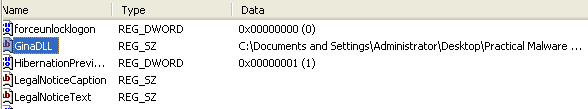 Name Type Data
forceunlocklogon REG_DWORD 0x00000000 (0)
GinaDLL REG_SZ C:\Documents and Settings\Administrator\Desktop\Practical Malware ...
HibernationPrevi... REG_DWORD 0x00000001 (1)
LegalNoticeCaption REG_SZ
LegalNoticeText REG_SZ